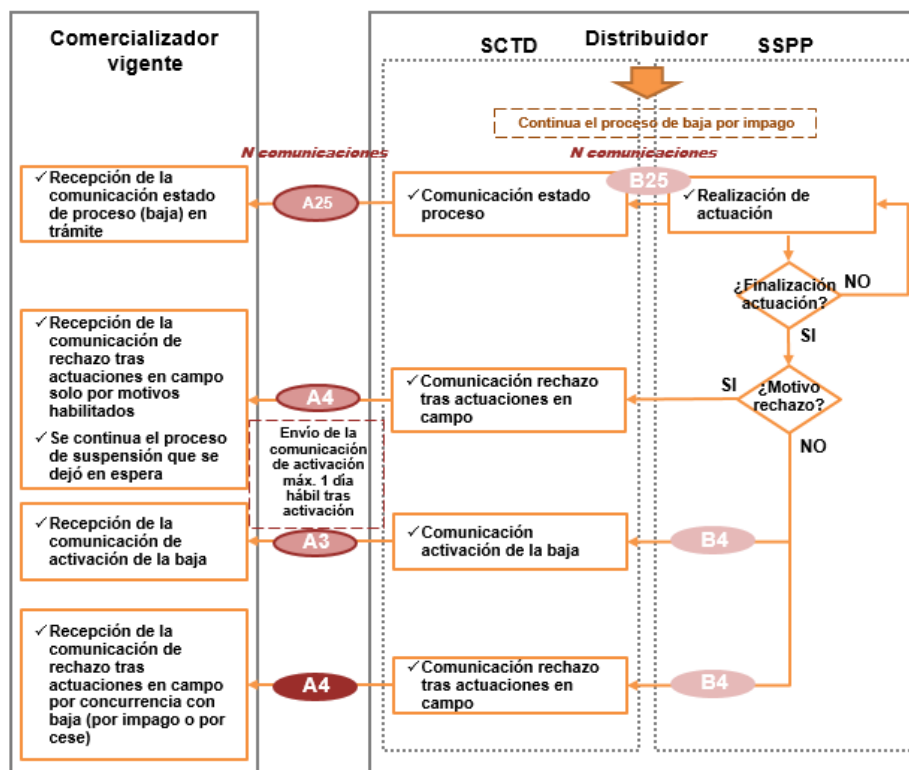 Comercializador
vigente
Distribuidor
SCTD
SSPP
Continua el proceso de baja por impago
N comunicaciones
N comunicaciones
✓ Recepción de la
comunicación estado
de proceso (baja) en
trámite
A25
✓ Comunicación estado
proceso
B25
✓ Realización de
actuación
¿Finalización
actuación?
NO
SI
✓ Recepción de la
comunicación de
rechazo tras
actuaciones en campo
solo por motivos
habilitados
✓ Se continua el proceso
de suspensión que se
dejó en espera
A4
✓ Comunicación rechazo
tras actuaciones en
campo
SI
¿Motivo
rechazo?
NO
Envío de la
comunicación
de activación
máx. 1 día
hábil tras
activación
✓ Recepción de la
comunicación de
activación de la baja
A3
✓ Comunicación
activación de la baja
B4
✓ Recepción de la
comunicación de
rechazo tras
actuaciones en campo
por concurrencia con
baja (por impago o por
cese)
A4
✓ Comunicación rechazo
tras actuaciones en
campo
B4